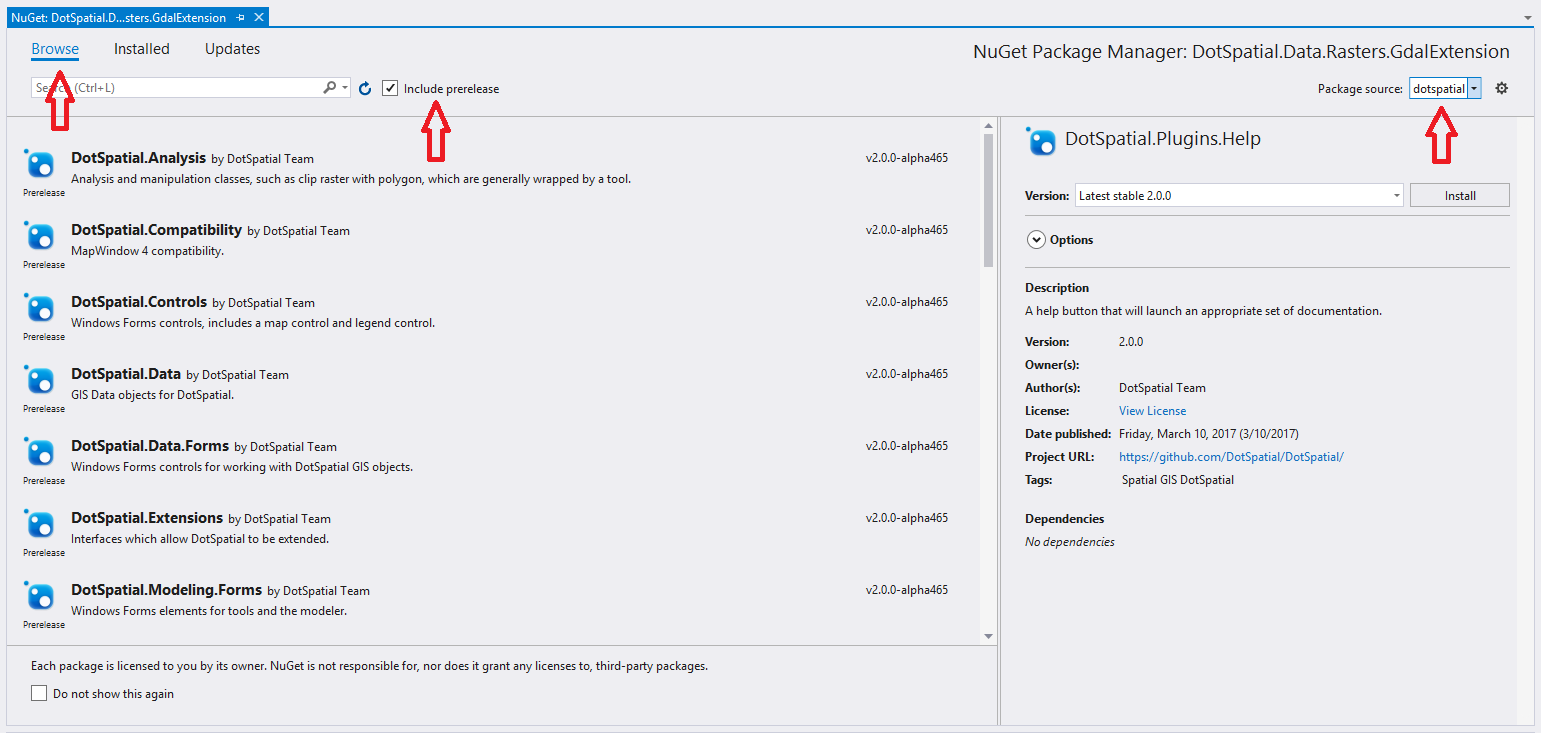 NuGet: DotSpatial.D...sters.GdalExtension
Browse Installed Updates
NuGet Package Manager: DotSpatial.Data.Rasters.GdalExtension
(Ctrl+L)
Include prerelease
Package source: dotspatial
DotSpatial.Analysis by DotSpatial Team v2.0.0-alpha465
Analysis and manipulation classes, such as clip raster with polygon, which are generally wrapped by a tool.
Prerelease
DotSpatial.Compatibility by DotSpatial Team v2.0.0-alpha465
MapWindow 4 compatibility.
Prerelease
DotSpatial.Controls by DotSpatial Team v2.0.0-alpha465
Windows Forms controls, includes a map control and legend control.
Prerelease
DotSpatial.Data by DotSpatial Team v2.0.0-alpha465
GIS Data objects for DotSpatial.
Prerelease
DotSpatial.Data.Forms by DotSpatial Team v2.0.0-alpha465
Windows Forms controls for working with DotSpatial GIS objects.
Prerelease
DotSpatial.Extensions by DotSpatial Team v2.0.0-alpha465
Interfaces which allow DotSpatial to be extended.
Prerelease
DotSpatial.Modeling.Forms by DotSpatial Team v2.0.0-alpha465
Windows Forms elements for tools and the modeler.
Prerelease
Each package is licensed to you by its owner. NuGet is not responsible for, nor does it grant any licenses to, third-party packages.
Do not show this again
DotSpatial.Plugins.Help
Version: Latest stable 2.0.0 Install
Options
Description
A help button that will launch an appropriate set of documentation.
Version: 2.0.0
Owner(s):
Author(s): DotSpatial Team
License: View License
Date published: Friday, March 10, 2017 (3/10/2017)
Project URL: https://github.com/DotSpatial/DotSpatial/
Tags: Spatial GIS DotSpatial
Dependencies
No dependencies